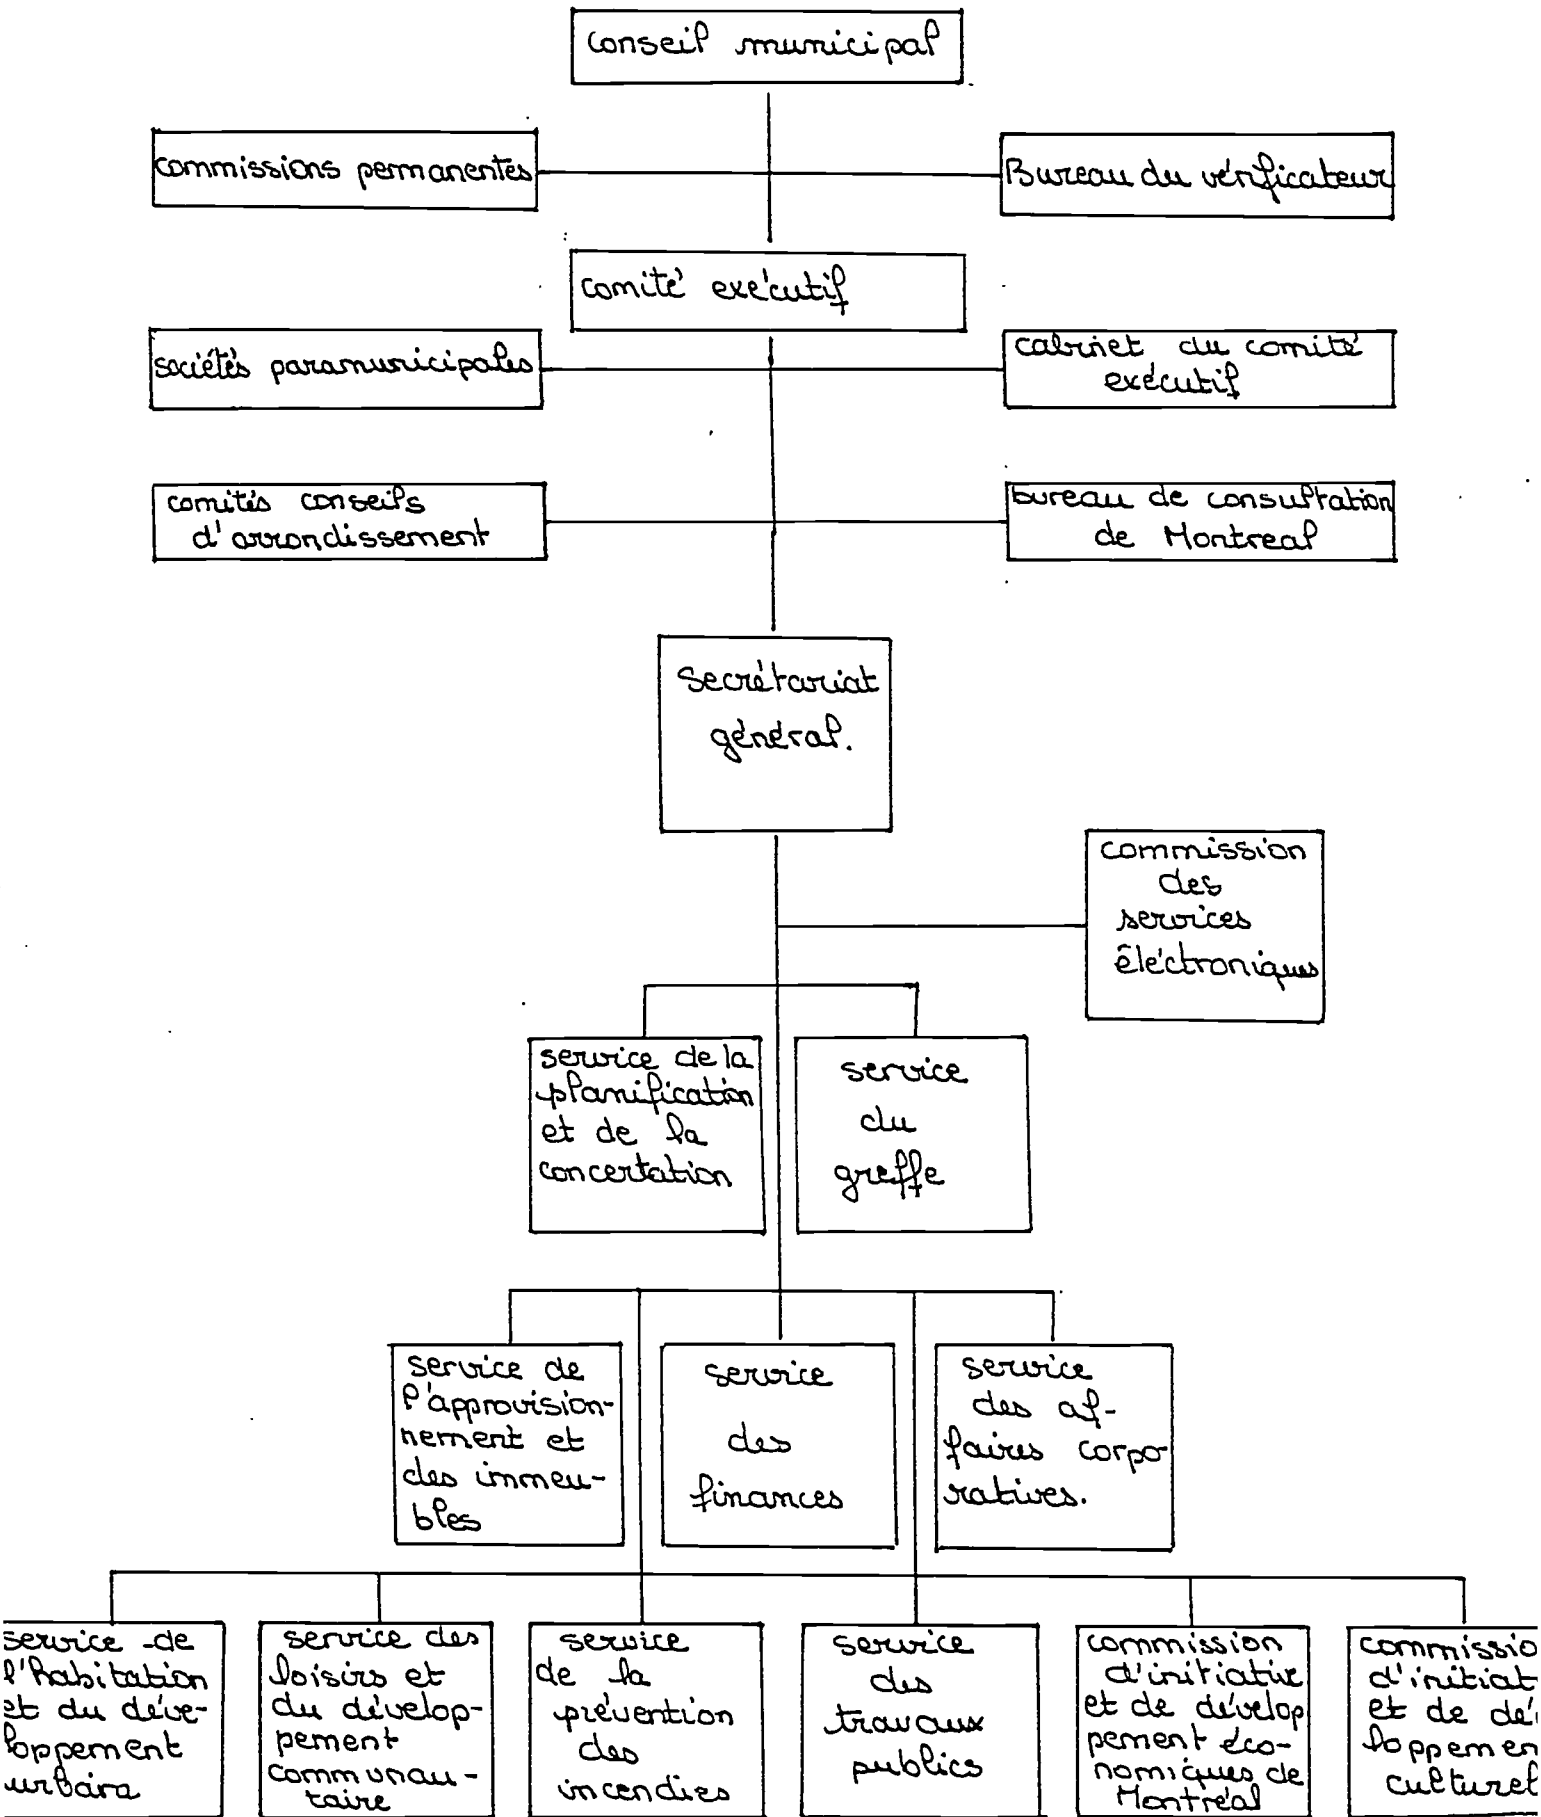 conseil municipal
commissions permanentes
Bureau du vérificateur
comité exécutif
sociétés paramunicipales
cabinet du comité
exécutif
comités conseils
d'arrondissement
bureau de consultation
de Montreal
Secrétariat
général.
commission
des
services
électroniques
service de la
planification
et de la
concertation
service
du
greffe
service de
l'approvision-
nement et
des immeu-
bles
service
des
finances
service
des af-
faires corpo
ratives.
service de
l'habitation
et du déve-
loppement
urbain
service des
loisirs et
du dévelop-
pement
communau-
taire
service
de la
prévention
des
incendies
service
des
travaux
publics
commission
d'initiative
et de dévelop
pement éco-
nomiques de
Montréal
commissio
d'initiat
et de dé
loppemen
culturel